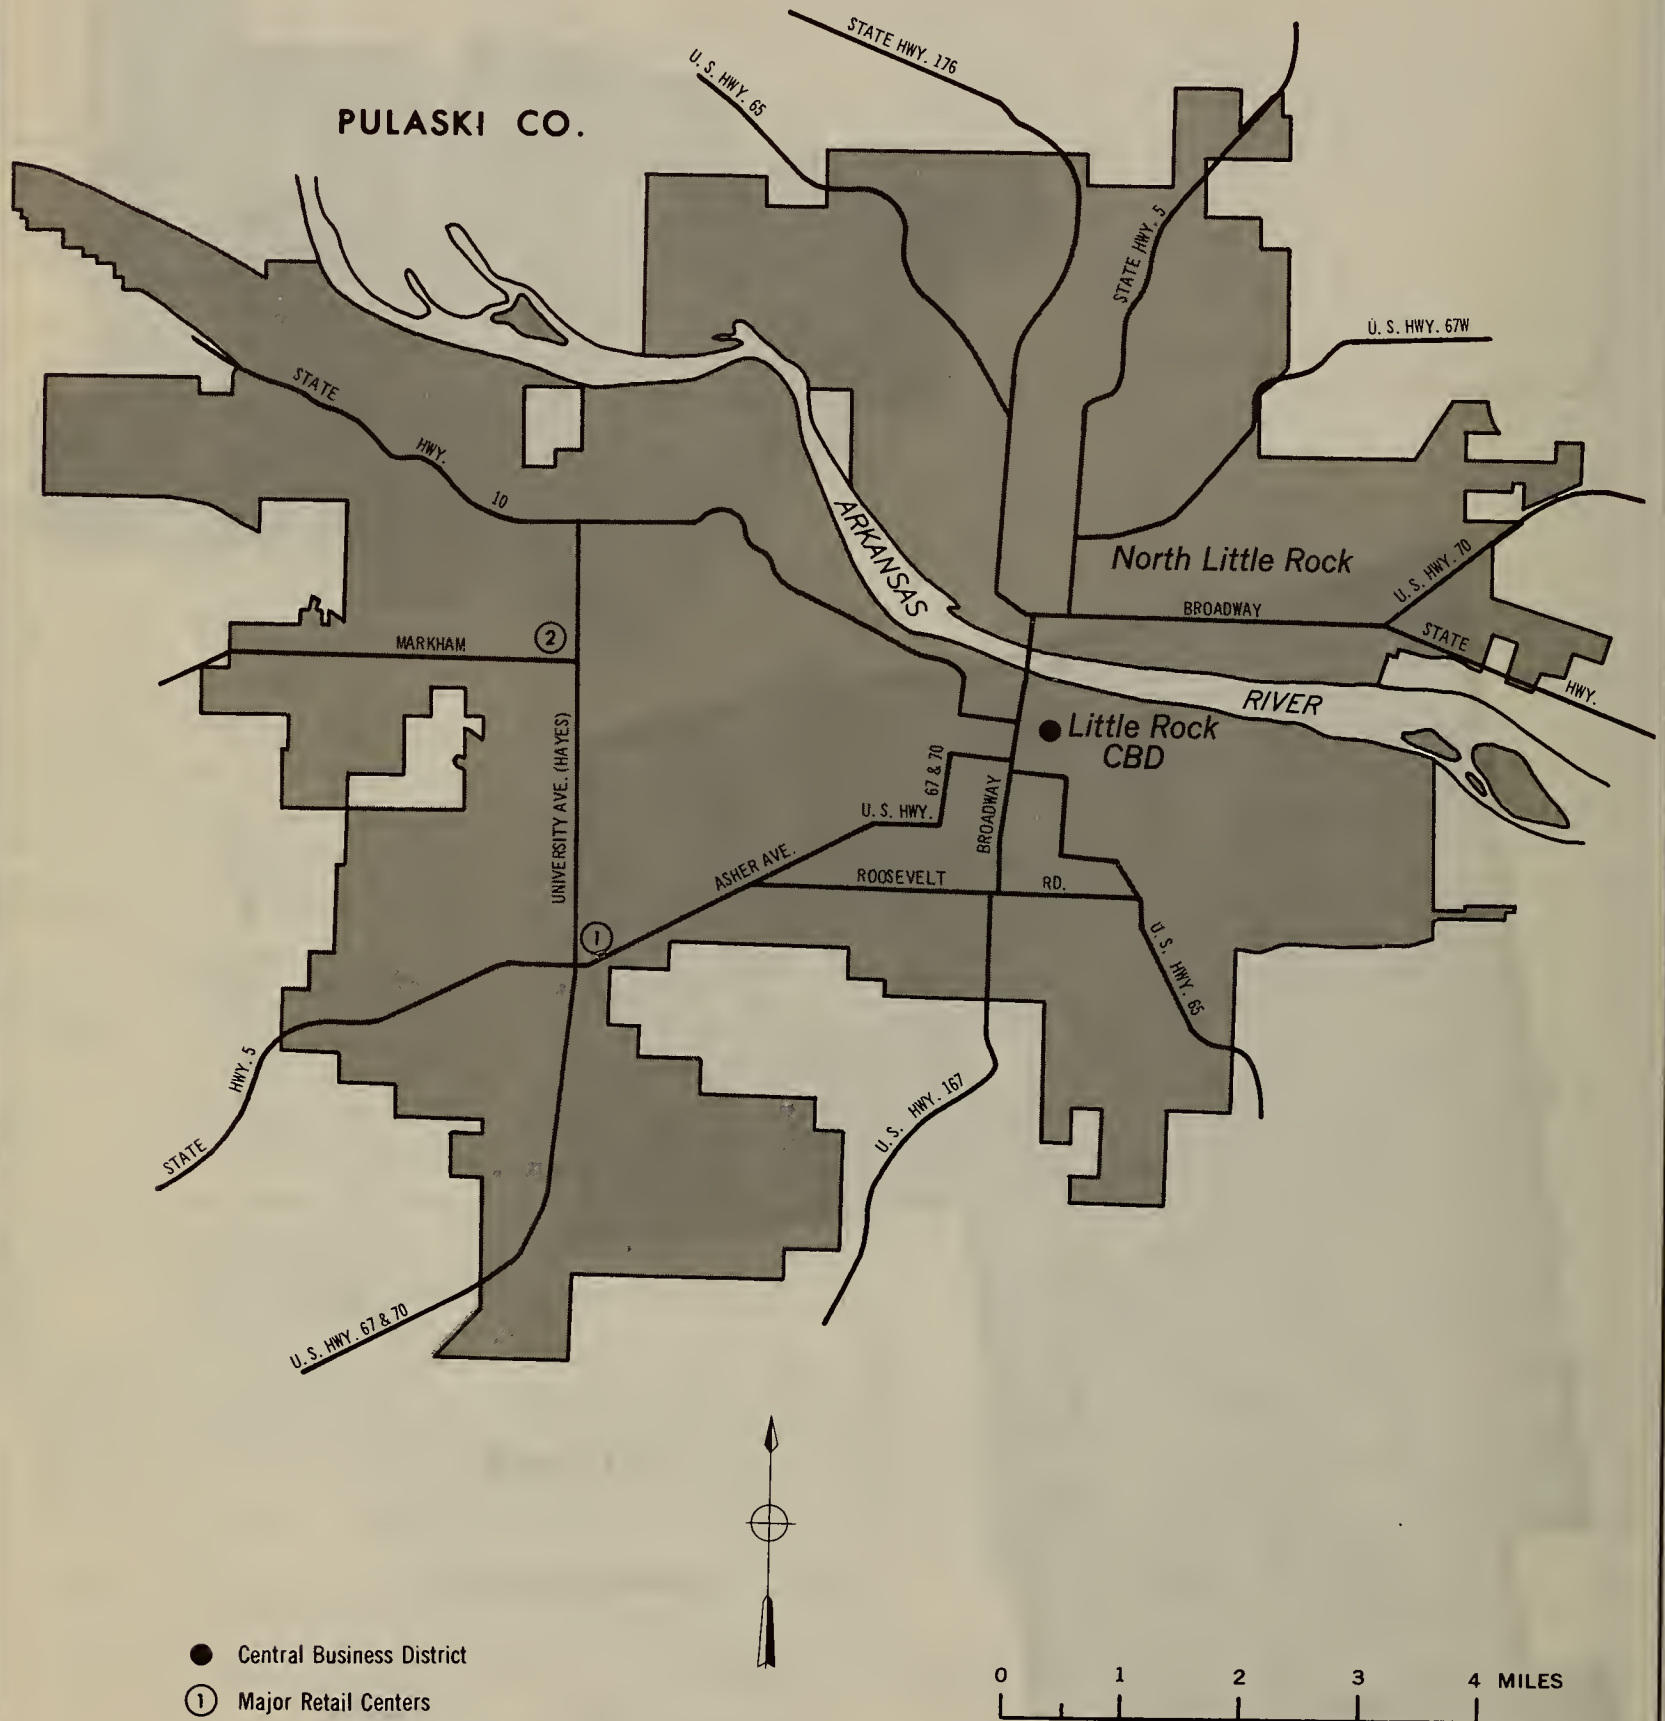 STATE HWY. 176
U. S. HWY. 65
PULASKI CO.
STATE HWY. 5
U. S. HWY. 67W
STATE
HWY.
10
ARKANSAS
North Little Rock
U. S. HWY. 70
BROADWAY
STATE
HWY.
MARKHAM
2
RIVER
UNIVERSITY AVE. (HAYES)
Little Rock
CBD
67 & 70
U. S. HWY.
BROADWAY
ASHER AVE.
ROOSEVELT
RD.
1
U. S. HWY. 65
HWY. 5
STATE
U. S. HWY. 167
U. S. HWY. 67 & 70
Central Business District
1 Major Retail Centers
0 1 2 3 4 MILES